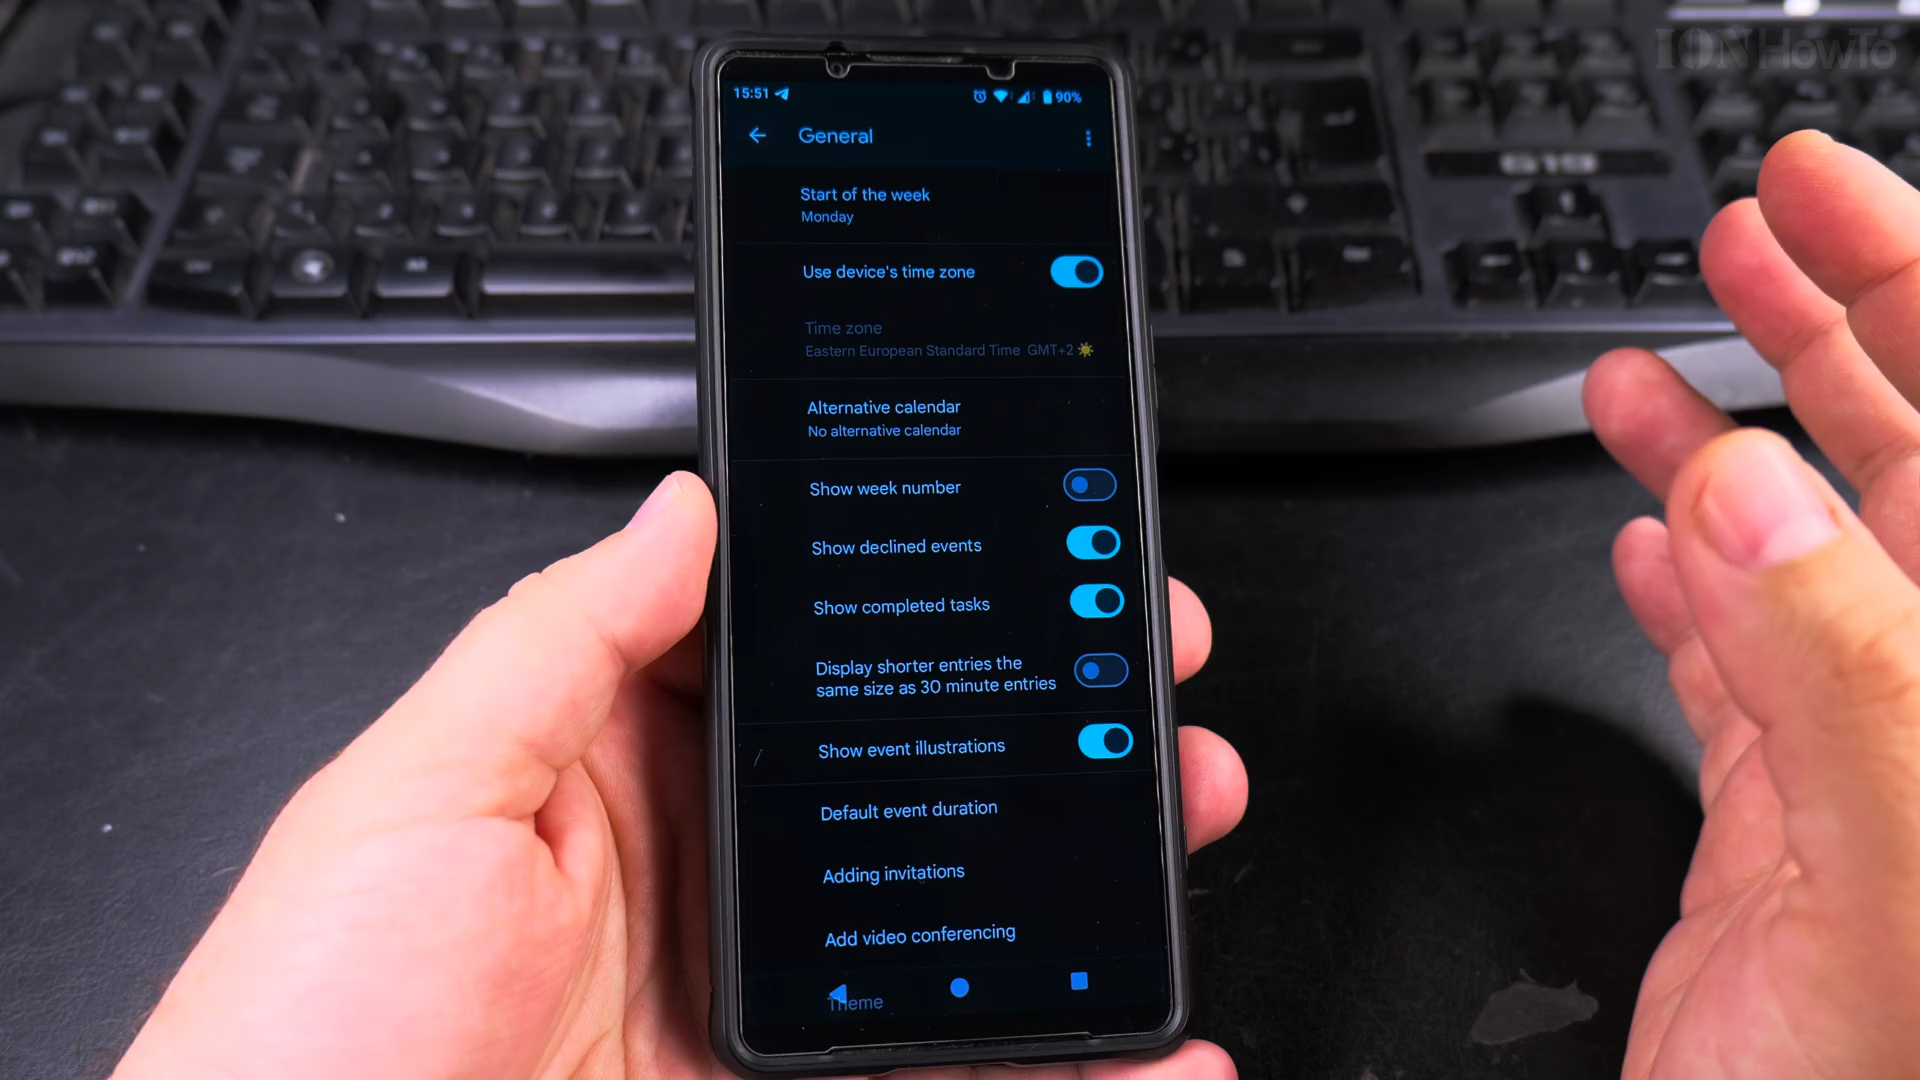 ION HowTo
15:51
90%
General
Start of the week
Monday
Use device's time zone
Time zone
Eastern European Standard Time GMT+2
Alternative calendar
No alternative calendar
Show week number
Show declined events
Show completed tasks
Display shorter entries the
same size as 30 minute entries
Show event illustrations
Default event duration
Adding invitations
Add video conferencing
Theme
G19